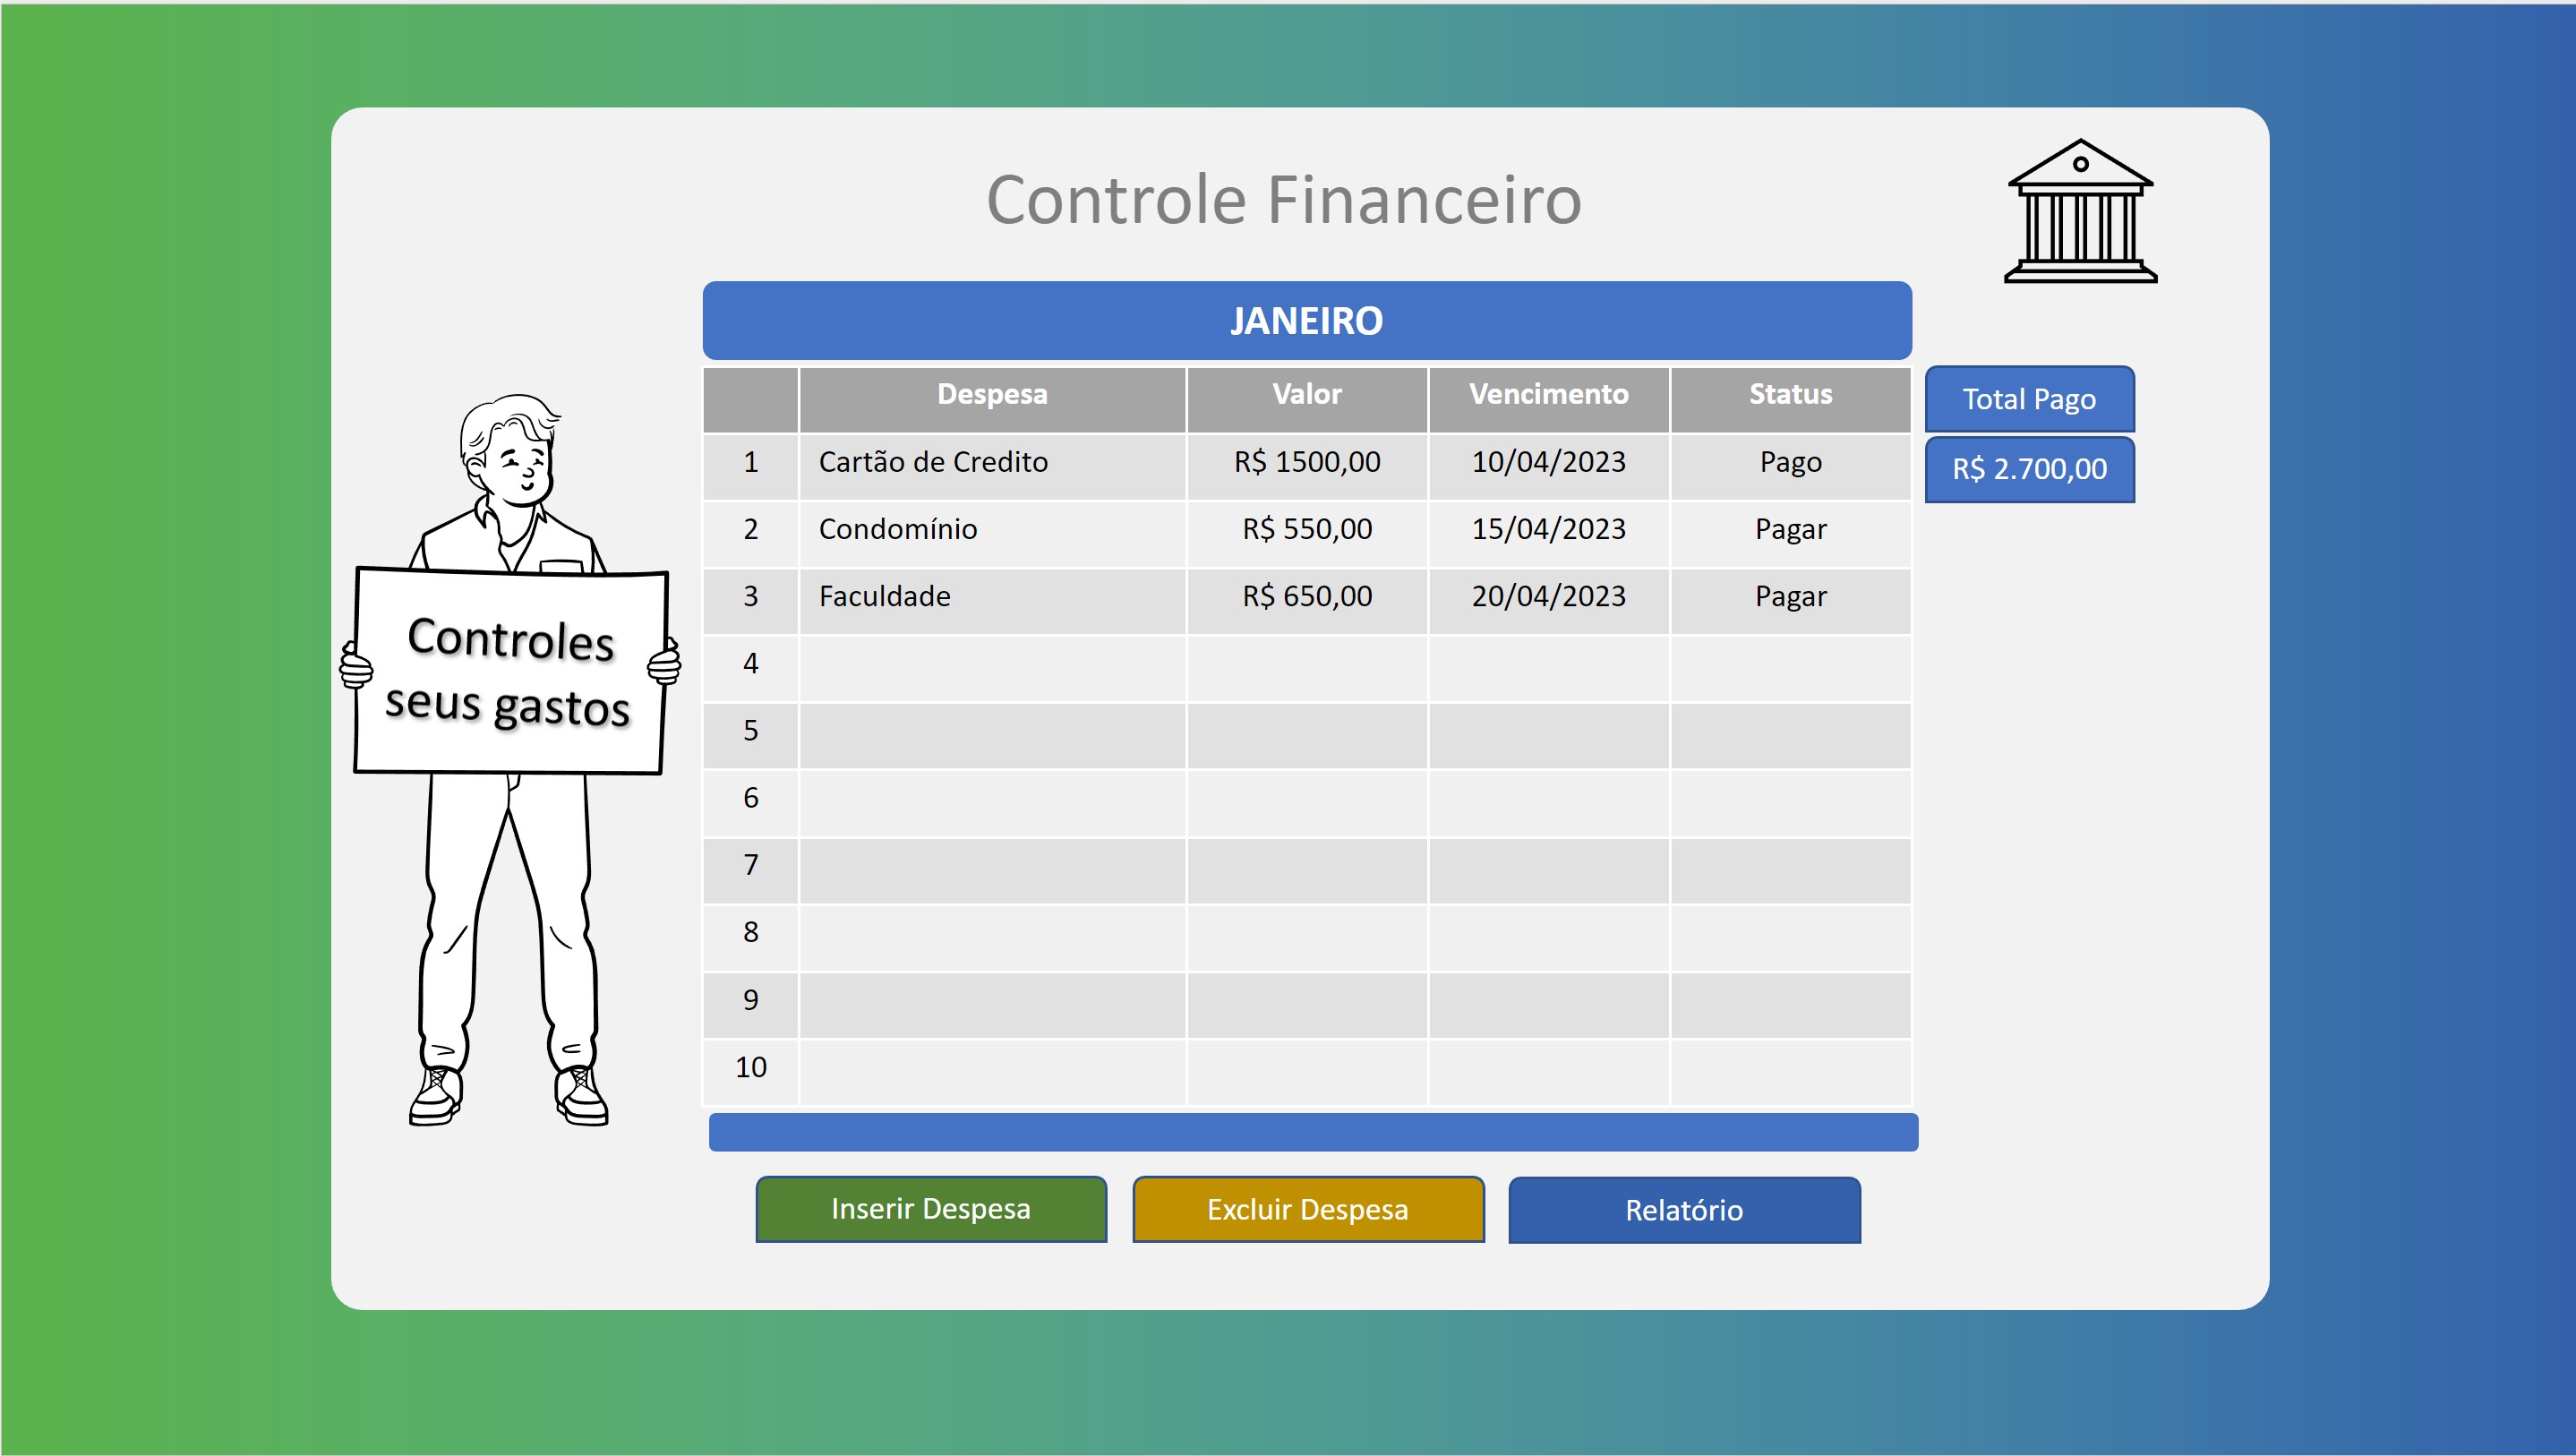 Controle Financeiro
JANEIRO
Despesa Valor Vencimento Status
1 Cartão de Credito R$ 1500,00 10/04/2023 Pago
2 Condomínio R$ 550,00 15/04/2023 Pagar
3 Faculdade R$ 650,00 20/04/2023 Pagar
4
5
6
7
8
9
10
Total Pago
R$ 2.700,00
Controles
seus gastos
Inserir Despesa
Excluir Despesa
Relatório